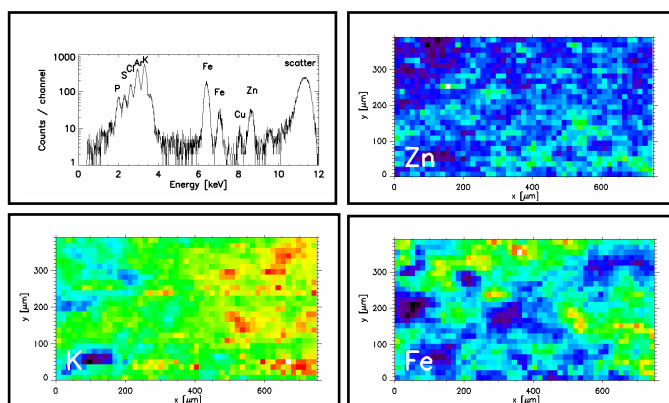 1000
100
10
1
Counts / channel
P
S
Cl
Ar
K
Fe
Fe
Cu
Zn
scatter
0 2 4 6 8 10 12
Energy [keV]
300
200
100
0
y [µm]
Zn
0 200 400 600
x [µm]
300
200
100
0
y [µm]
K
0 200 400 600
x [µm]
300
200
100
0
y [µm]
Fe
0 200 400 600
x [µm]